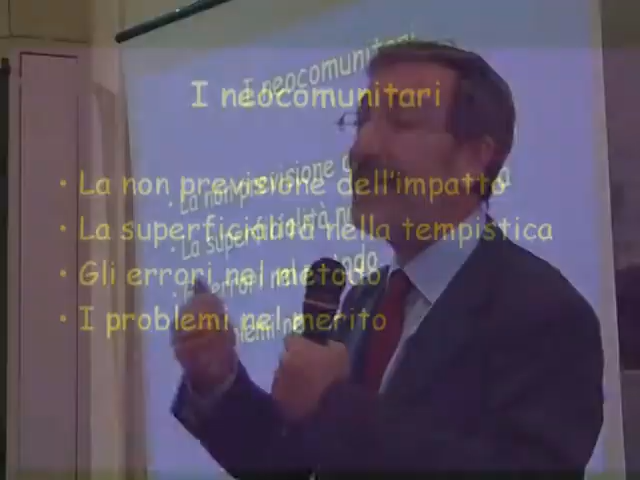 I neocomunitari
• La non previsione dell'impatto
• La superficialità nella tempistica
• Gli errori nel metodo
• I problemi nel merito